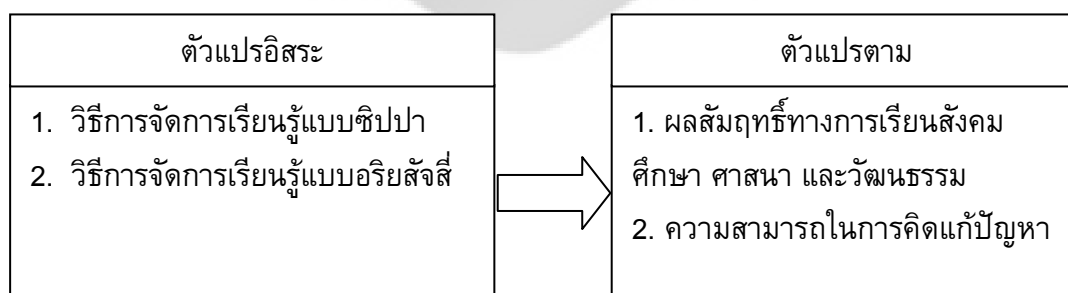 ตัวแปรอิสระ
1. วิธีการจัดการเรียนรู้แบบซิปปา
2. วิธีการจัดการเรียนรู้แบบอริยสัจสี่
ตัวแปรตาม
1. ผลสัมฤทธิ์ทางการเรียนสังคม
ศึกษา ศาสนา และวัฒนธรรม
2. ความสามารถในการคิดแก้ปัญหา